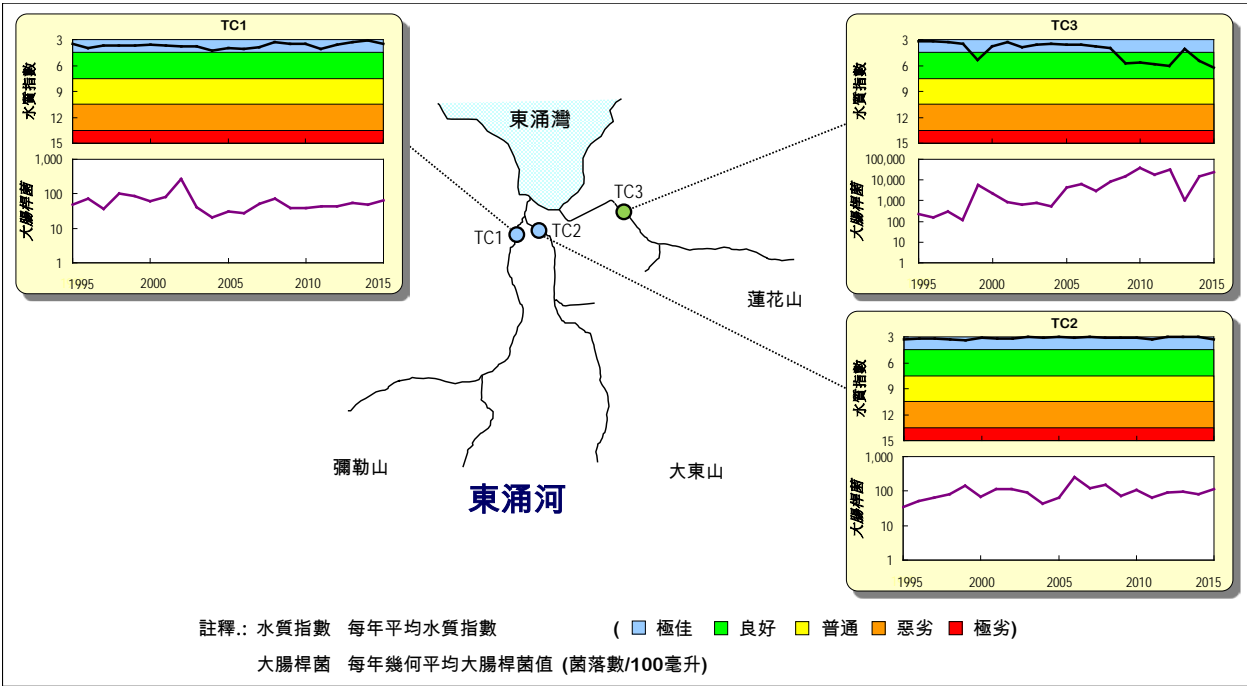 TC1
水質指數
3
6
9
12
15
大腸桿菌
1,000
100
10
1
1995 2000 2005 2010 2015
TC3
水質指數
3
6
9
12
15
大腸桿菌
100,000
10,000
1,000
100
10
1
1995 2000 2005 2010 2015
東涌灣
TC3
TC1
TC2
蓮花山
彌勒山
大東山
東涌河
TC2
水質指數
3
6
9
12
15
大腸桿菌
1,000
100
10
1
1995 2000 2005 2010 2015
註釋.: 水質指數 每年平均水質指數 ( 極佳 良好 普通 惡劣 極劣)
大腸桿菌 每年幾何平均大腸桿菌值 (菌落數/100毫升)